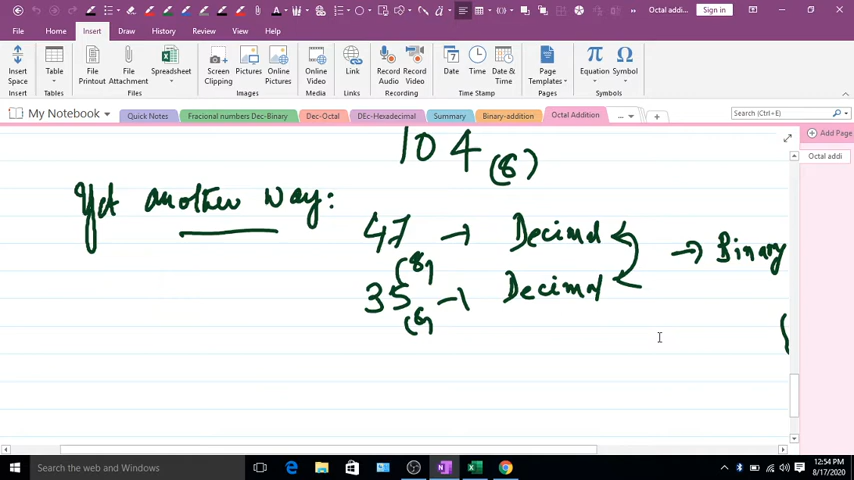 Octal addi...
Sign in
File Home Insert Draw History Review View Help
Insert Space
Table
File Printout
File Attachment
Spreadsheet
Screen Clipping
Pictures
Online Pictures
Online Video
Link
Record Audio
Record Video
Date
Time
Date & Time
Page Templates
Equation
Symbol
Insert Tables Files Images Media Links Recording Time Stamp Pages Symbols
My Notebook Quick Notes Fractional numbers Dec-Binary Dec-Octal DEc-Hexadecimal Summary Binary-addition Octal Addition ... Search (Ctrl+E)
Add Page
Octal addi
104(8)
Yet another way:
47(8) → Decimal
→ Binary
35(8) → Decimal
Search the web and Windows
12:54 PM
8/17/2020